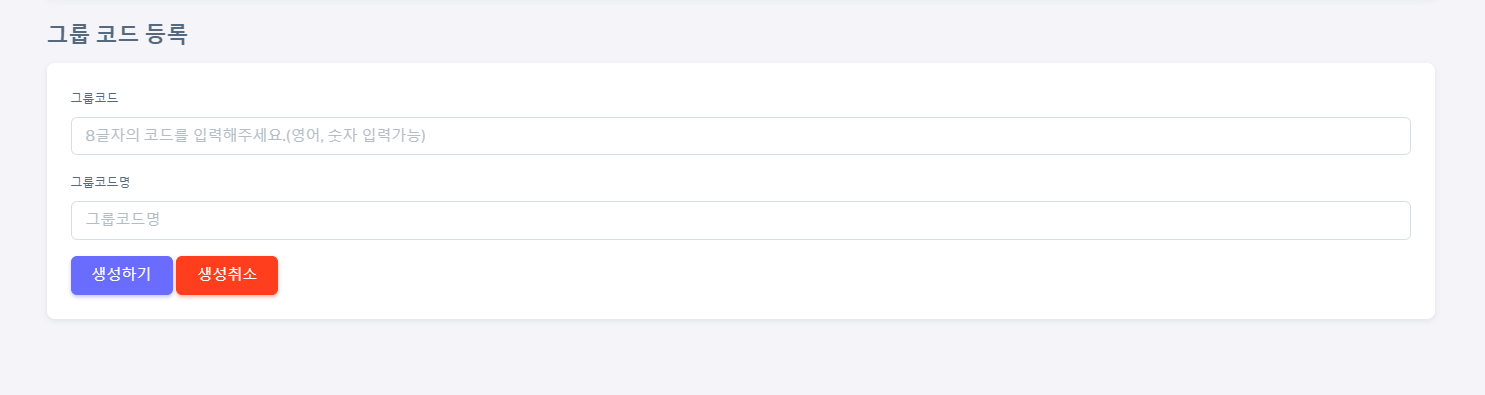 그룹 코드 등록
그룹코드
8글자의 코드를 입력해주세요.(영어, 숫자 입력가능)
그룹코드명
그룹코드명
생성하기 생성취소